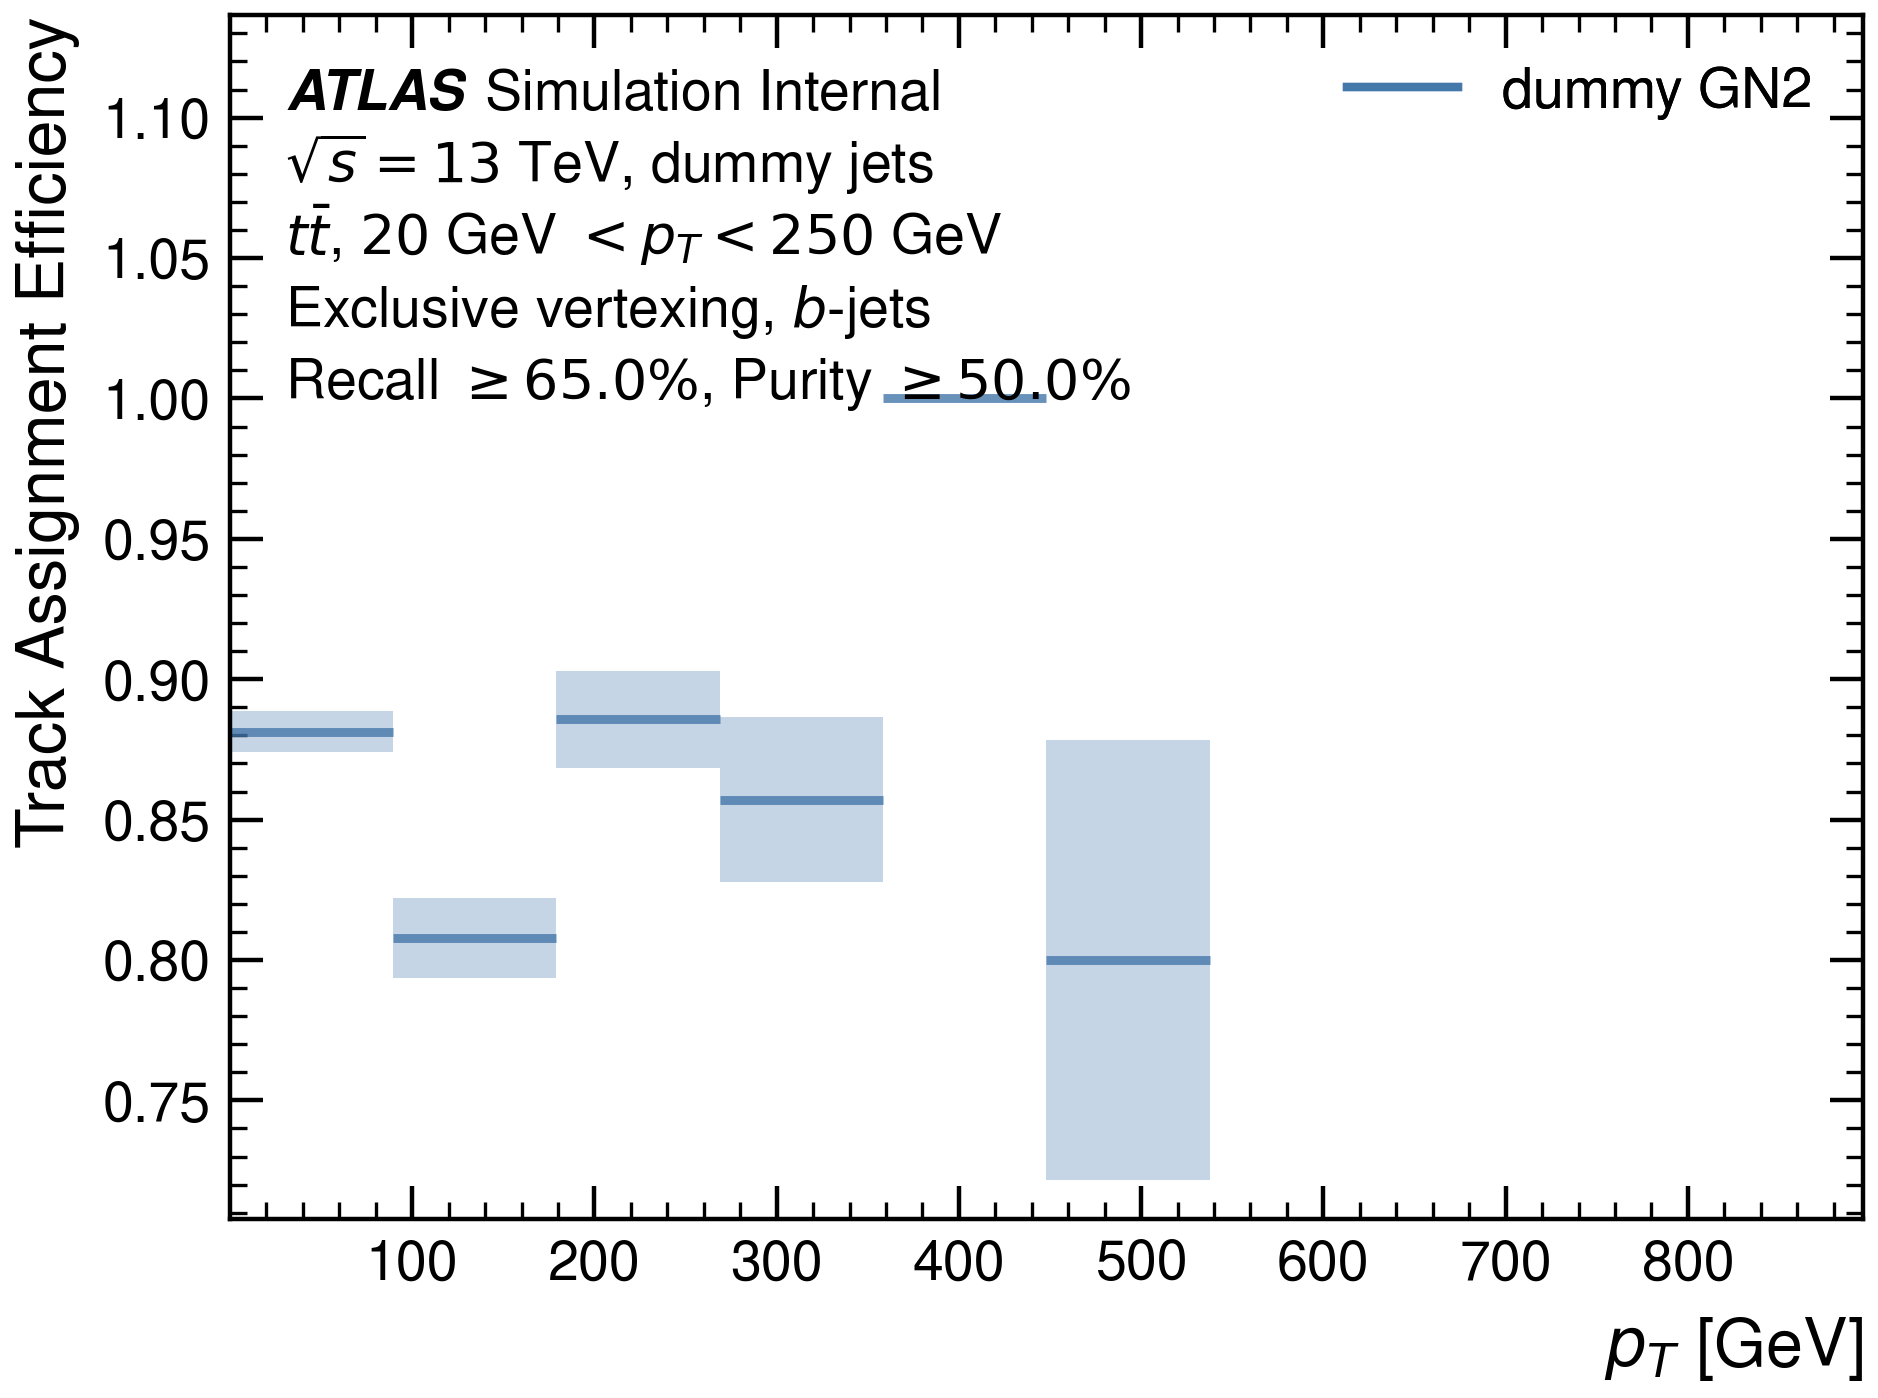 Track Assignment Efficiency
ATLAS Simulation Internal
√s = 13 TeV, dummy jets
tt̄, 20 GeV < p_T < 250 GeV
Exclusive vertexing, b-jets
Recall ≥ 65.0%, Purity ≥ 50.0%
dummy GN2
1.10
1.05
1.00
0.95
0.90
0.85
0.80
0.75
100 200 300 400 500 600 700 800
p_T [GeV]